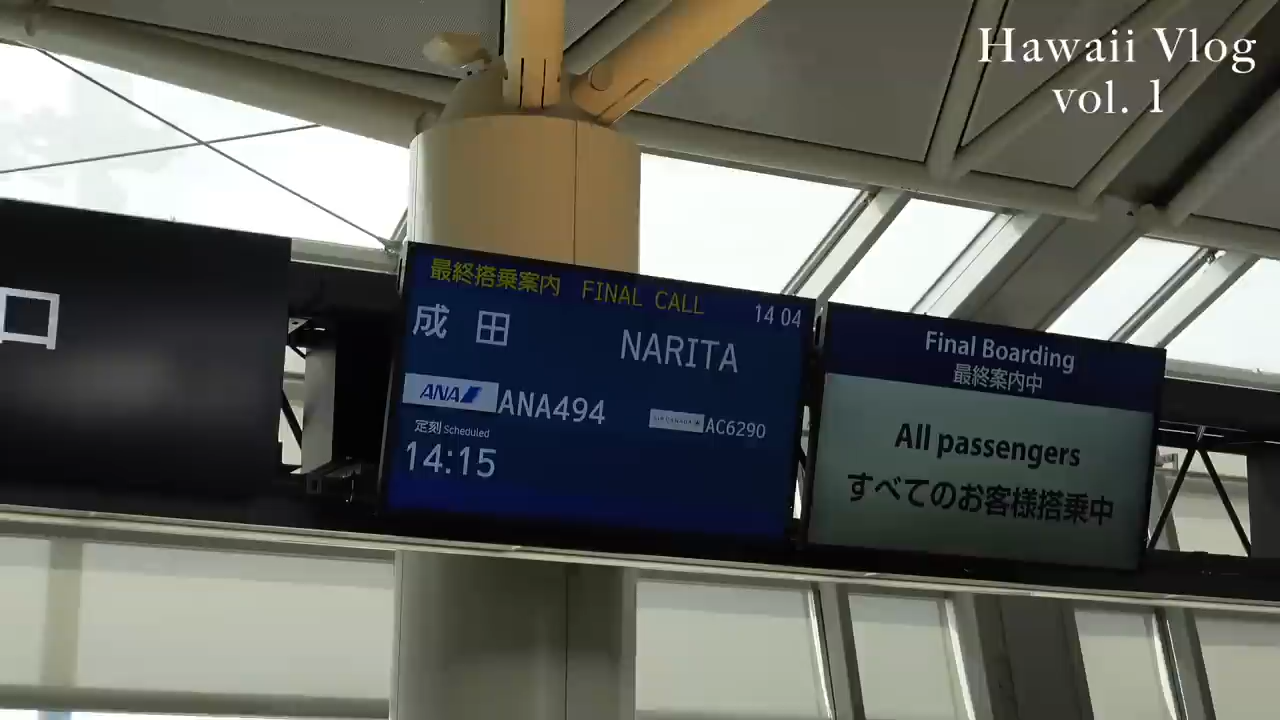 Hawaii Vlog
vol. 1
口
最終搭乗案内 FINAL CALL
14 04
成田 NARITA
ANA ANA494 AIR CANADA AC6290
定刻 Scheduled
14:15
Final Boarding
最終案内中
All passengers
すべてのお客様搭乗中